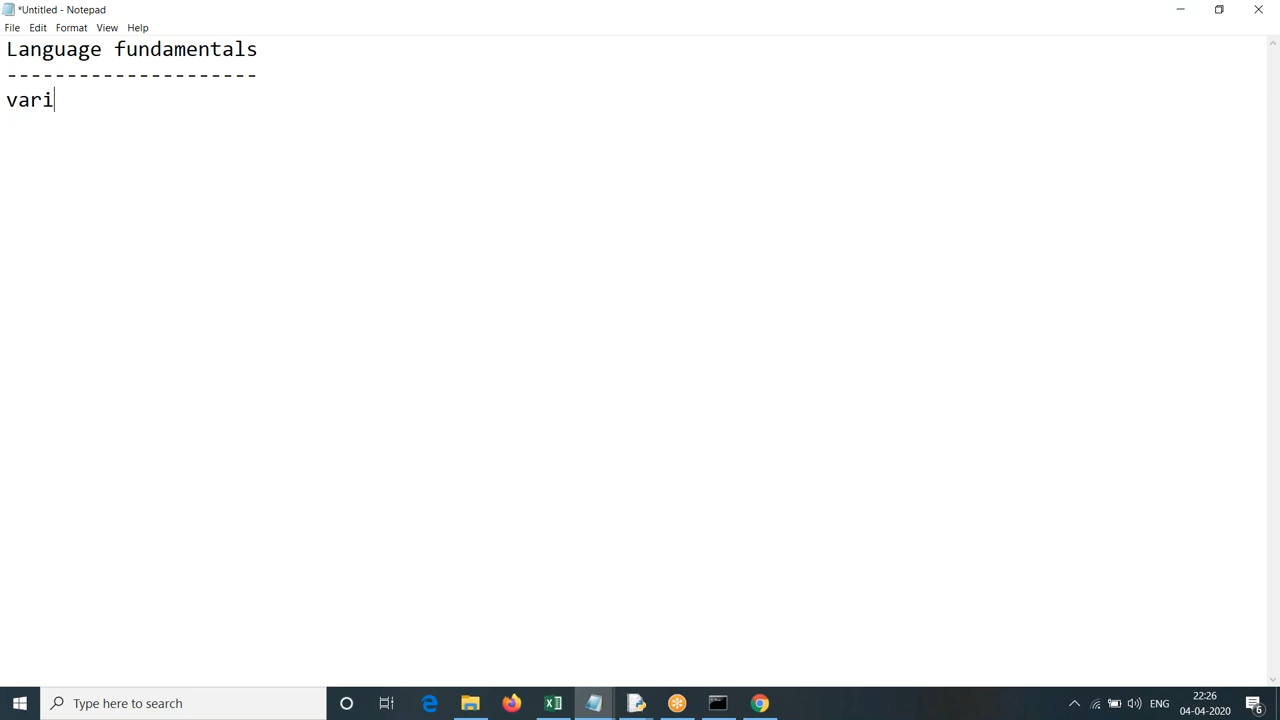 *Untitled - Notepad
File Edit Format View Help
Language fundamentals
---------------------
vari
Type here to search
ENG
22:26
04-04-2020
6